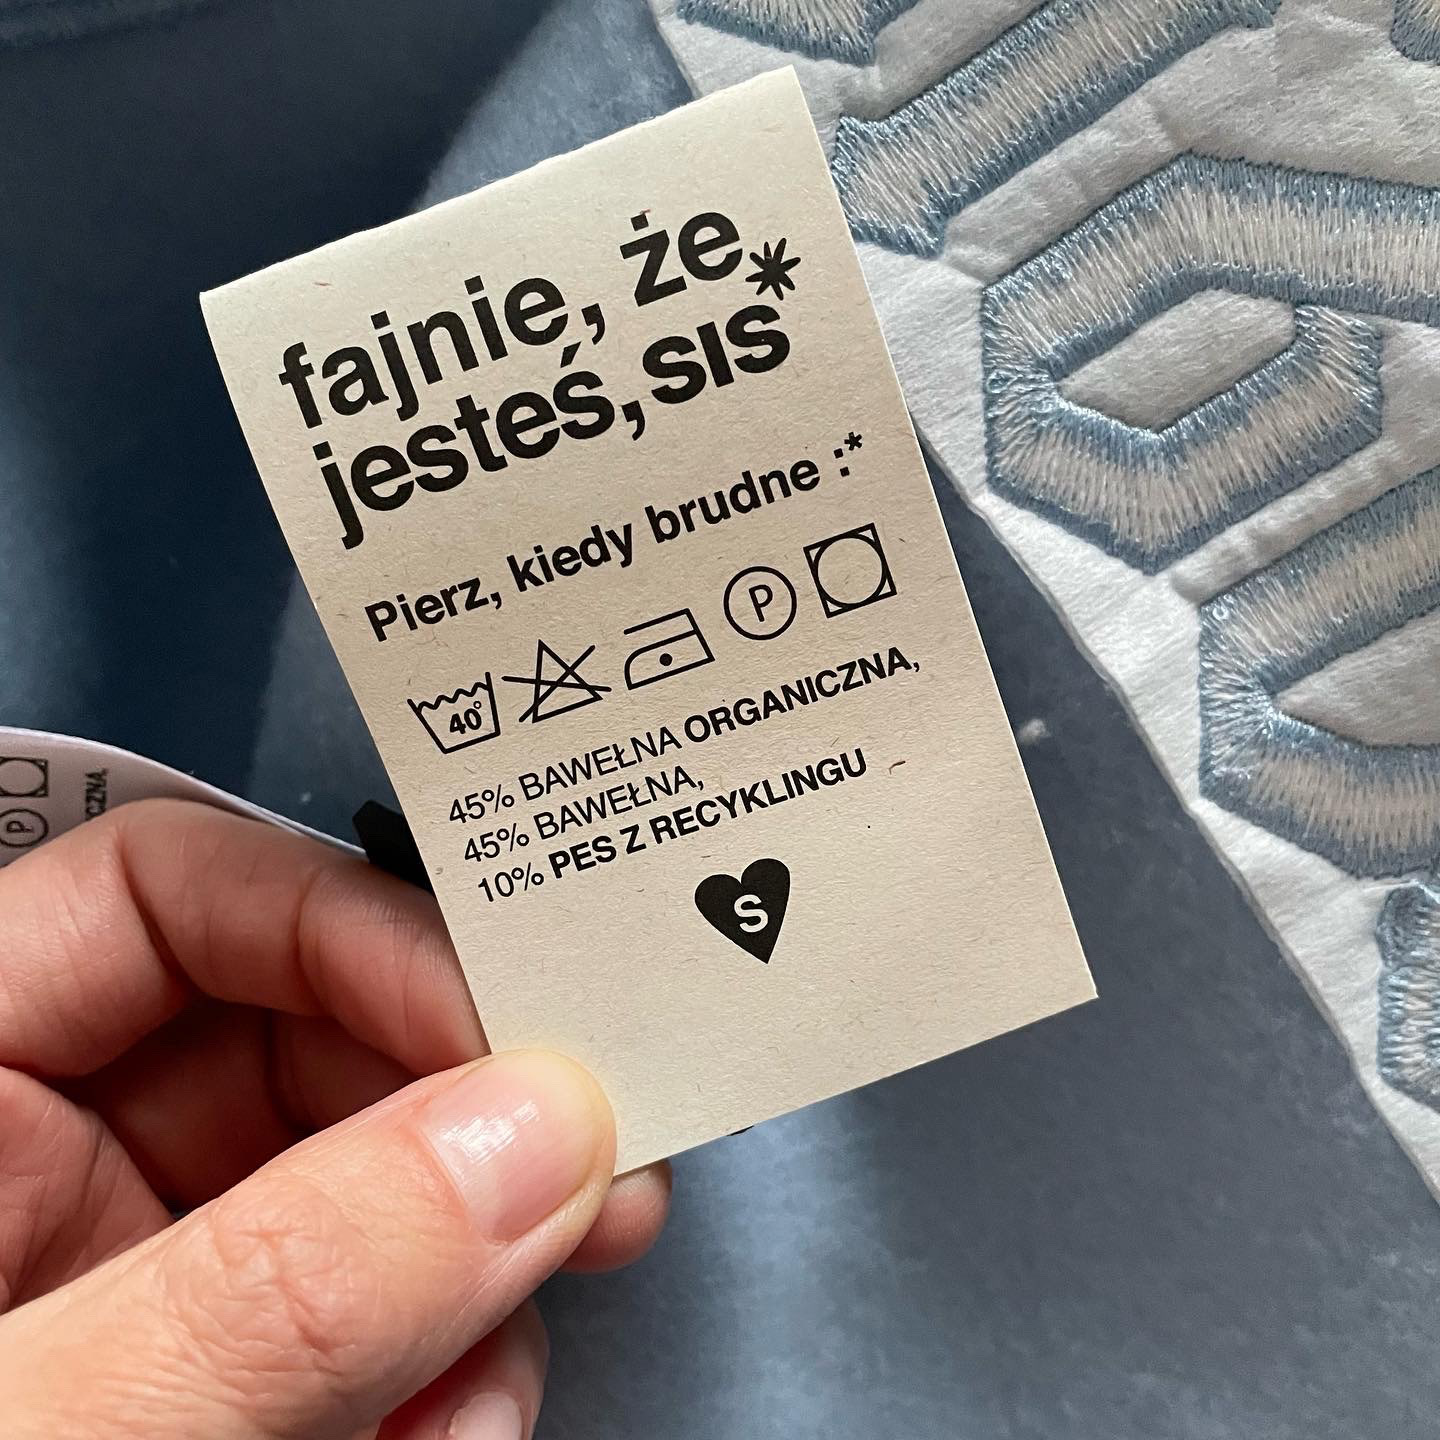 fajnie, że
jesteś, sis*
Pierz, kiedy brudne :*
40°
P
45% BAWEŁNA ORGANICZNA,
45% BAWEŁNA,
10% PES Z RECYKLINGU
S
P